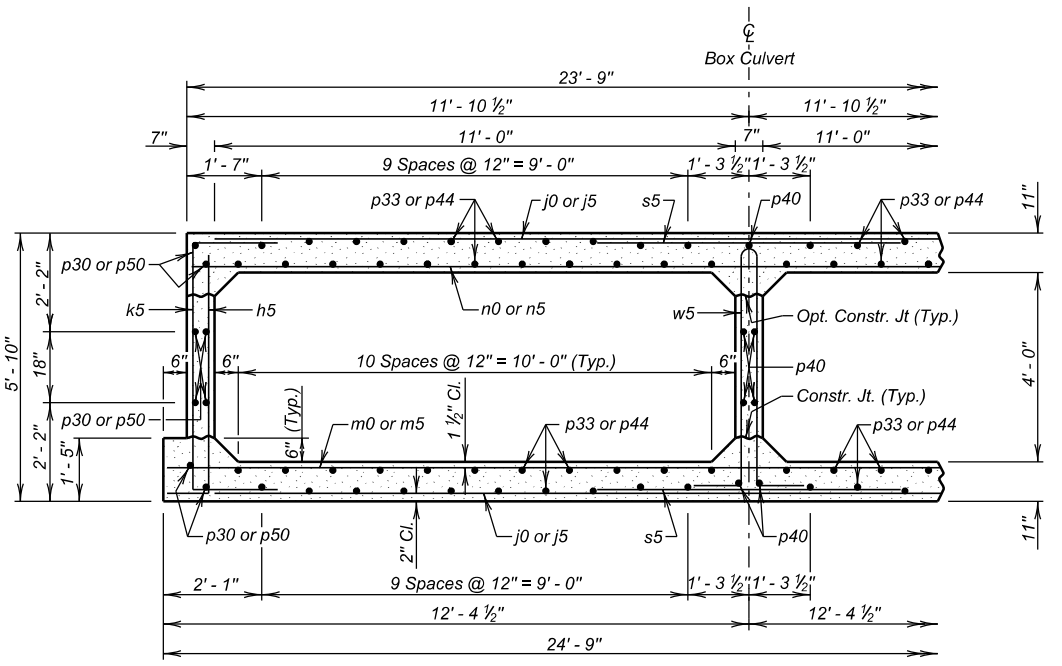 ℄
Box Culvert
23' - 9"
11' - 10 ½" 11' - 10 ½"
7" 11' - 0" 7" 11' - 0"
1' - 7" 9 Spaces @ 12" = 9' - 0" 1' - 3 ½" 1' - 3 ½"
p33 or p44 j0 or j5 s5 p40 p33 or p44
11"
p30 or p50
2' - 2"
k5 h5 n0 or n5 w5 Opt. Constr. Jt (Typ.)
5' - 10"
18"
6" 6" 10 Spaces @ 12" = 10' - 0" (Typ.) 6" p40
4' - 0"
Constr. Jt. (Typ.)
p30 or p50 6" (Typ.) m0 or m5 1 ½" Cl. p33 or p44 p33 or p44
2' - 2"
1' - 5"
p30 or p50 2" Cl. j0 or j5 s5 p40
11"
2' - 1" 9 Spaces @ 12" = 9' - 0" 1' - 3 ½" 1' - 3 ½"
12' - 4 ½" 12' - 4 ½"
24' - 9"